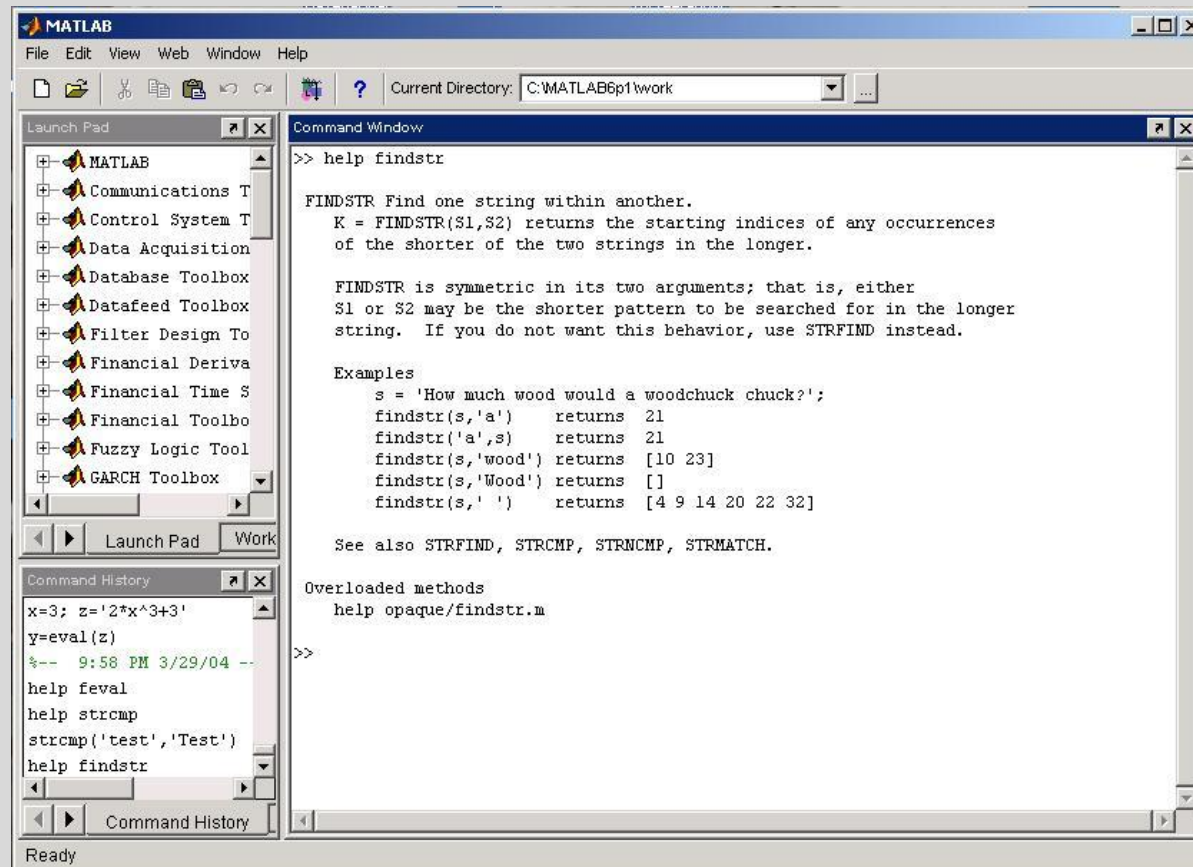 MATLAB
File Edit View Web Window Help
? Current Directory: C:\MATLAB6p1\work ...
Launch Pad
MATLAB
Communications T
Control System T
Data Acquisition
Database Toolbox
Datafeed Toolbox
Filter Design To
Financial Deriva
Financial Time S
Financial Toolbo
Fuzzy Logic Tool
GARCH Toolbox
Launch Pad Work
Command History
x=3; z='2*x^3+3'
y=eval(z)
%-- 9:58 PM 3/29/04 --
help feval
help strcmp
strcmp('test','Test')
help findstr
Command History
Command Window
>> help findstr
FINDSTR Find one string within another.
K = FINDSTR(S1,S2) returns the starting indices of any occurrences
of the shorter of the two strings in the longer.
FINDSTR is symmetric in its two arguments; that is, either
S1 or S2 may be the shorter pattern to be searched for in the longer
string. If you do not want this behavior, use STRFIND instead.
Examples
s = 'How much wood would a woodchuck chuck?';
findstr(s,'a') returns 21
findstr('a',s) returns 21
findstr(s,'wood') returns [10 23]
findstr(s,'Wood') returns []
findstr(s,' ') returns [4 9 14 20 22 32]
See also STRFIND, STRCMP, STRNCMP, STRMATCH.
Overloaded methods
help opaque/findstr.m
>>
Ready